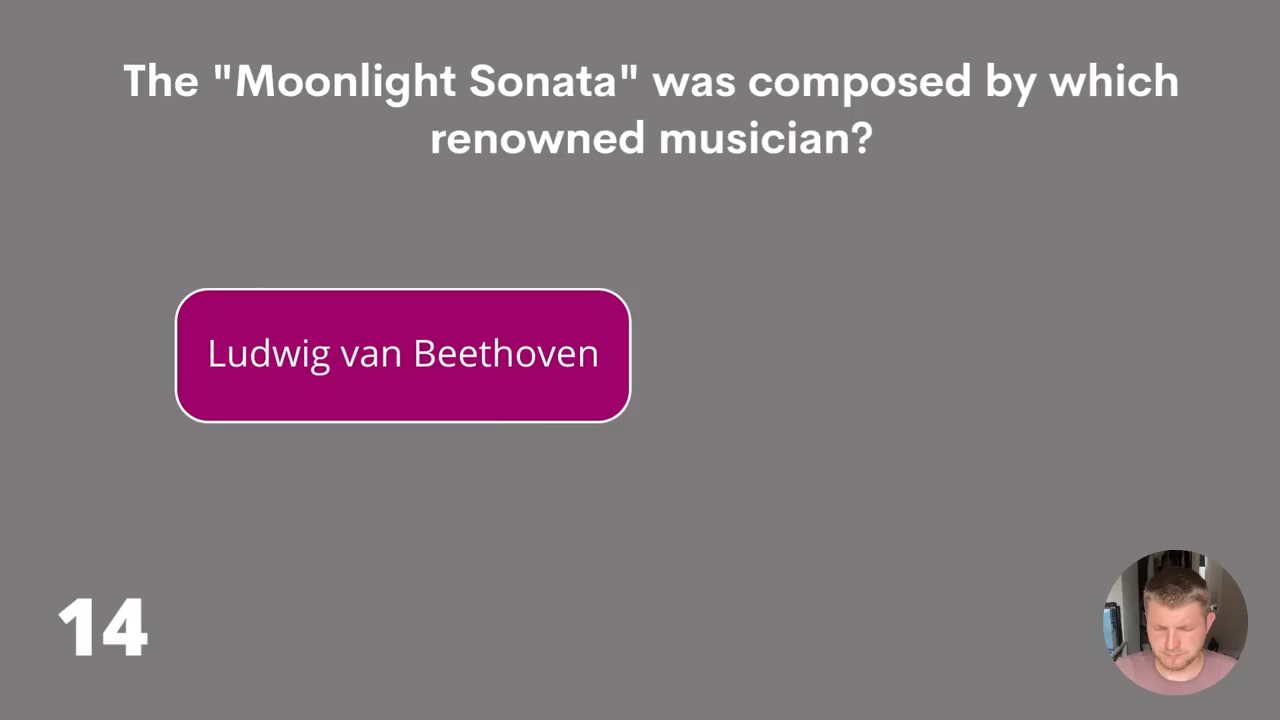 The "Moonlight Sonata" was composed by which
renowned musician?
Ludwig van Beethoven
14